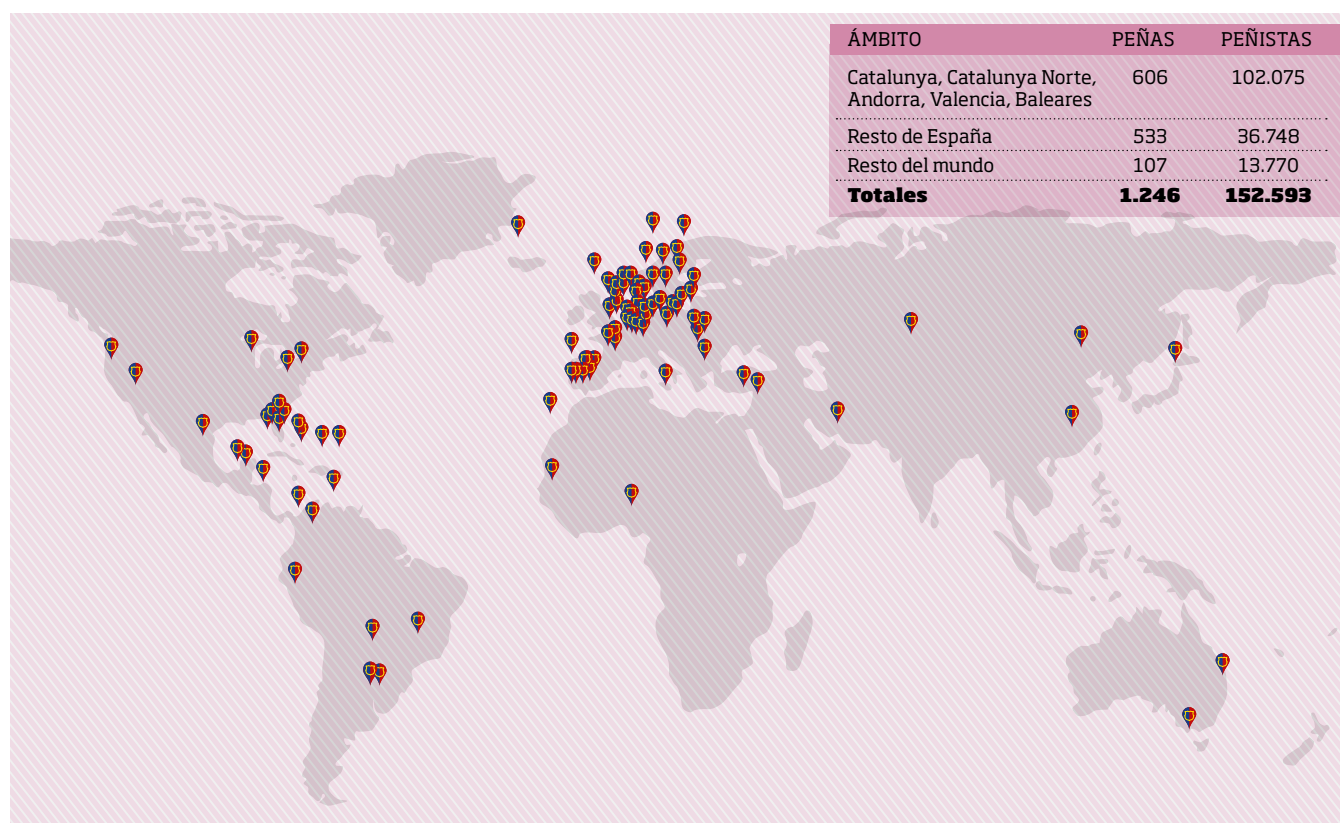 ÁMBITO PEÑAS PEÑISTAS
Catalunya, Catalunya Norte, 606 102.075
Andorra, Valencia, Baleares
Resto de España 533 36.748
Resto del mundo 107 13.770
Totales 1.246 152.593